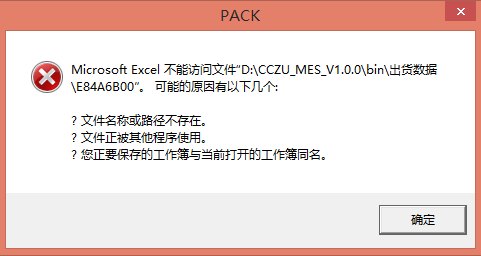 PACK
Microsoft Excel 不能访问文件“D:\CCZU_MES_V1.0.0\bin\出货数据
\E84A6B00”。 可能的原因有以下几个:
? 文件名称或路径不存在。
? 文件正被其他程序使用。
? 您正要保存的工作簿与当前打开的工作簿同名。
确定